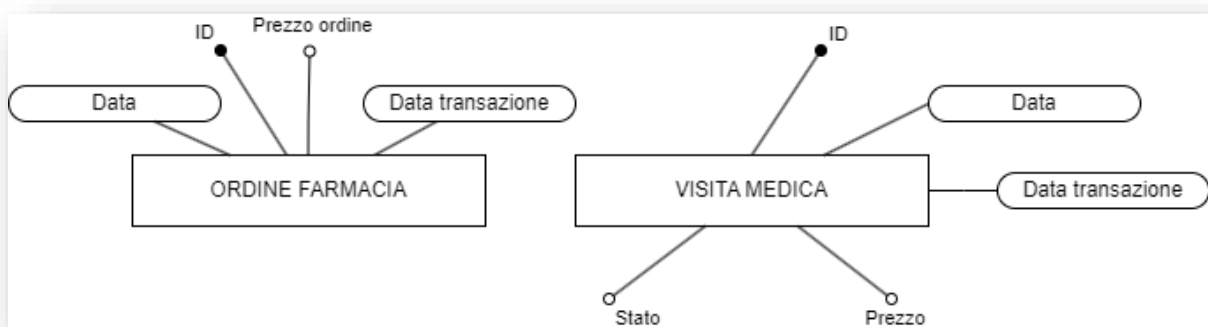 Prezzo ordine
ID
ID
Data
Data transazione
Data
ORDINE FARMACIA
VISITA MEDICA
Data transazione
Stato
Prezzo